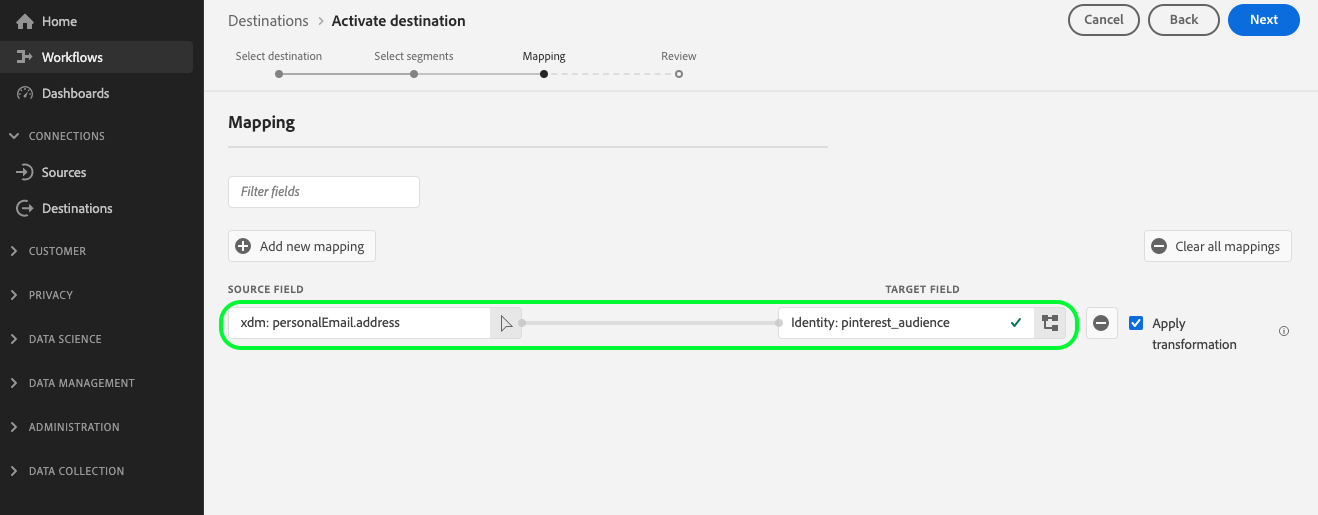 Home
Workflows
Dashboards
CONNECTIONS
Sources
Destinations
CUSTOMER
PRIVACY
DATA SCIENCE
DATA MANAGEMENT
ADMINISTRATION
DATA COLLECTION
Destinations > Activate destination
Cancel
Back
Next
Select destination
Select segments
Mapping
Review
Mapping
Filter fields
Add new mapping
Clear all mappings
SOURCE FIELD
TARGET FIELD
xdm: personalEmail.address
Identity: pinterest_audience
Apply
transformation